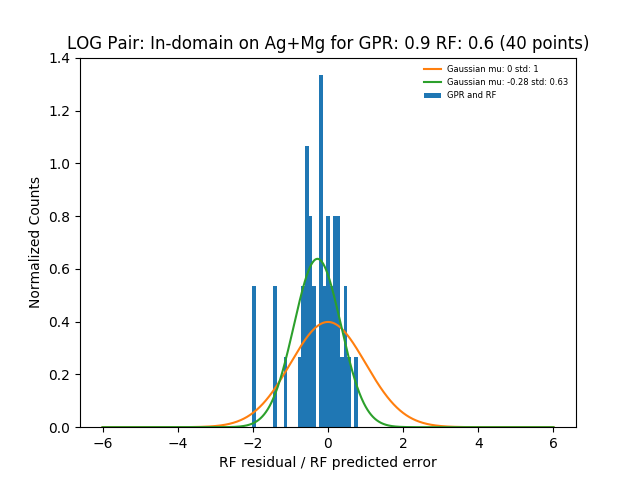 LOG Pair: In-domain on Ag+Mg for GPR: 0.9 RF: 0.6 (40 points)
Gaussian mu: 0 std: 1
Gaussian mu: -0.28 std: 0.63
GPR and RF
Normalized Counts
1.4
1.2
1.0
0.8
0.6
0.4
0.2
0.0
−6
−4
−2
0
2
4
6
RF residual / RF predicted error